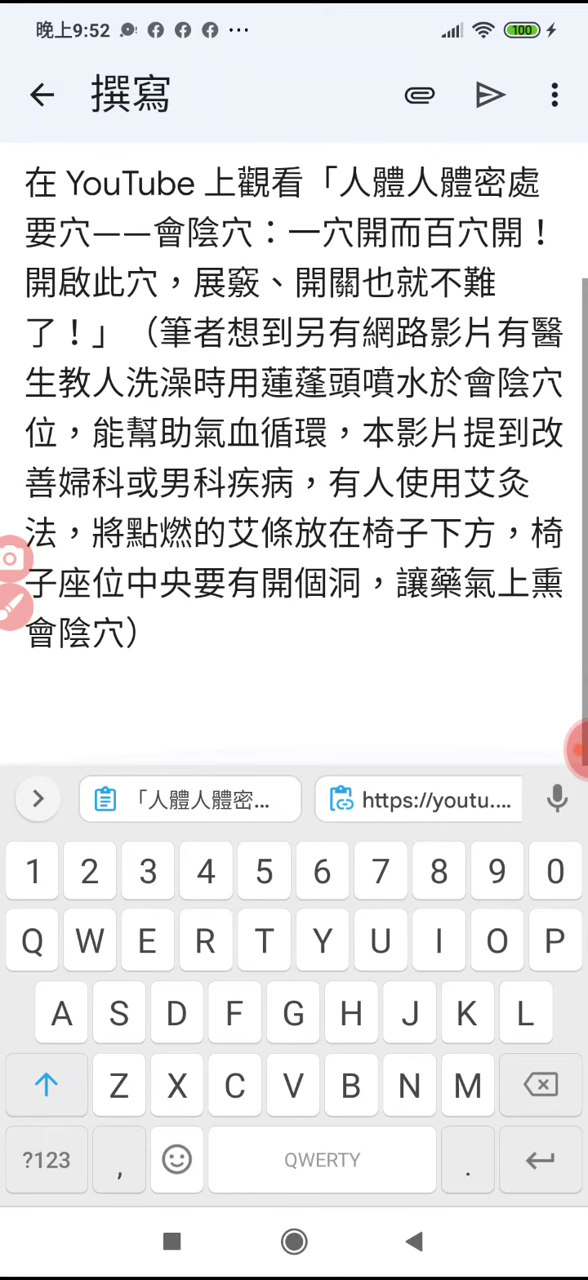 晚上9:52
100
撰寫
在 YouTube 上觀看「人體人體密處
要穴——會陰穴：一穴開而百穴開！
開啟此穴，展竅、開關也就不難
了！」（筆者想到另有網路影片有醫
生教人洗澡時用蓮蓬頭噴水於會陰穴
位，能幫助氣血循環，本影片提到改
善婦科或男科疾病，有人使用艾灸
法，將點燃的艾條放在椅子下方，椅
子座位中央要有開個洞，讓藥氣上熏
會陰穴）
「人體人體密...
https://youtu....
1 2 3 4 5 6 7 8 9 0
Q W E R T Y U I O P
A S D F G H J K L
Z X C V B N M
?123 , QWERTY .